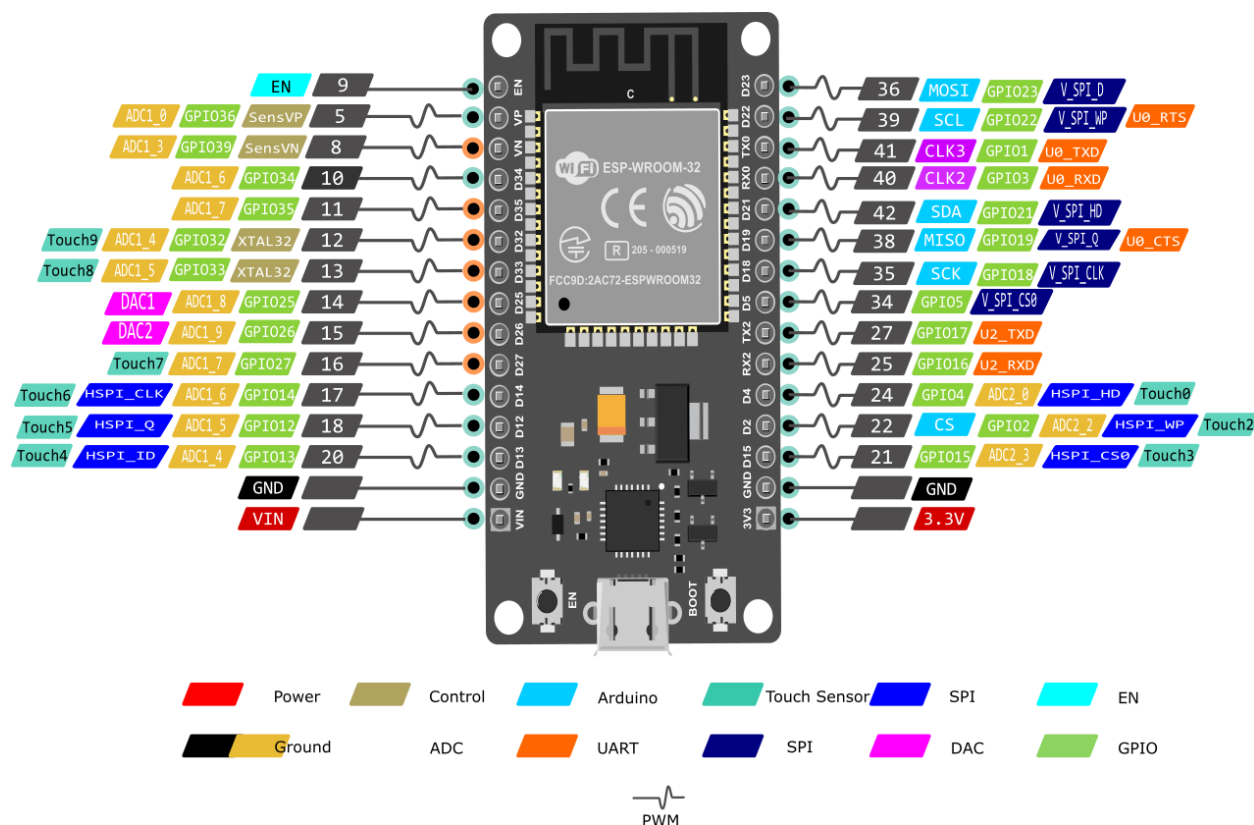 EN 9 EN
ADC1_0 GPIO36 SensVP 5 VP
ADC1_3 GPIO39 SensVN 8 VN
ADC1_6 GPIO34 10 D34
ADC1_7 GPIO35 11 D35
Touch9 ADC1_4 GPIO32 XTAL32 12 D32
Touch8 ADC1_5 GPIO33 XTAL32 13 D33
DAC1 ADC1_8 GPIO25 14 D25
DAC2 ADC1_9 GPIO26 15 D26
Touch7 ADC1_7 GPIO27 16 D27
Touch6 HSPI_CLK ADC1_6 GPIO14 17 D14
Touch5 HSPI_Q ADC1_5 GPIO12 18 D12
Touch4 HSPI_ID ADC1_4 GPIO13 20 D13
GND GND
VIN VIN
C
WiFi ESP-WROOM-32
CE
R 205-000519
FCC9D:2AC72-ESPWROOM32
EN
BOOT
D23 36 MOSI GPIO23 V_SPI_D
D22 39 SCL GPIO22 V_SPI_WP U0_RTS
TX0 41 CLK3 GPIO1 U0_TXD
RX0 40 CLK2 GPIO3 U0_RXD
D21 42 SDA GPIO21 V_SPI_HD
D19 38 MISO GPIO19 V_SPI_Q U0_CTS
D18 35 SCK GPIO18 V_SPI_CLK
D5 34 GPIO5 V_SPI_CS0
TX2 27 GPIO17 U2_TXD
RX2 25 GPIO16 U2_RXD
D4 24 GPIO4 ADC2_0 HSPI_HD Touch0
D2 22 CS GPIO2 ADC2_2 HSPI_WP Touch2
D15 21 GPIO15 ADC2_3 HSPI_CS0 Touch3
GND GND
3V3 3.3V
Power Control Arduino Touch Sensor SPI EN
Ground ADC UART SPI DAC GPIO
PWM